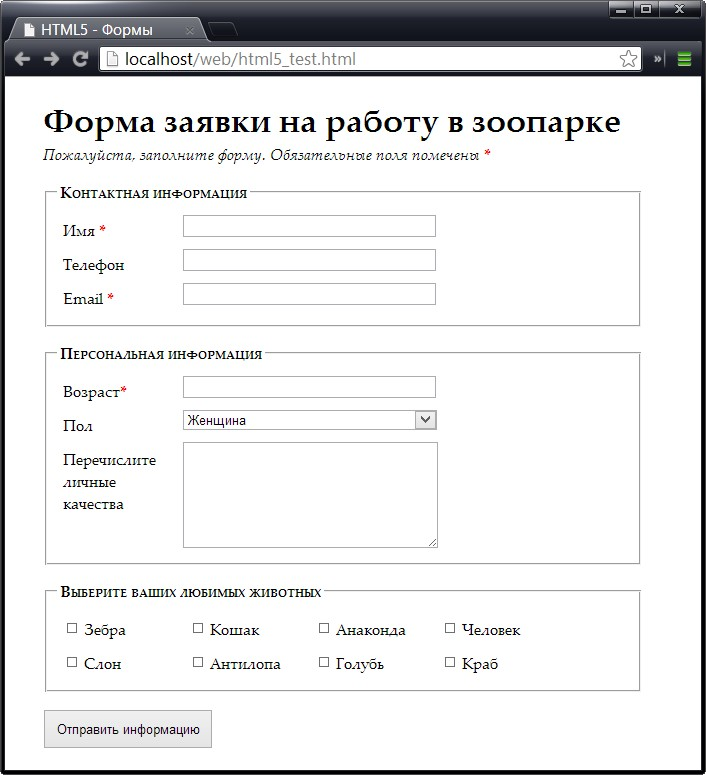 HTML5 - Формы
localhost/web/html5_test.html
Форма заявки на работу в зоопарке
Пожалуйста, заполните форму. Обязательные поля помечены *
Контактная информация
Имя *
Телефон
Email *
Персональная информация
Возраст*
Пол Женщина
Перечислите
личные
качества
Выберите ваших любимых животных
Зебра Кошак Анаконда Человек
Слон Антилопа Голубь Краб
Отправить информацию